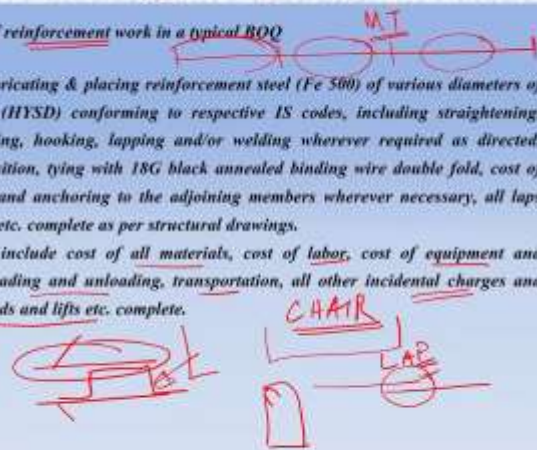 reinforcement work in a typical BOQ
MT
ricating & placing reinforcement steel (Fe 500) of various diameters of
(HYSD) conforming to respective IS codes, including straightening
ing, hooking, lapping and/or welding wherever required as directed
ition, tying with 18G black annealed binding wire double fold, cost of
and anchoring to the adjoining members wherever necessary, all laps
etc. complete as per structural drawings.
include cost of all materials, cost of labor, cost of equipment and
ading and unloading, transportation, all other incidental charges and
ds and lifts etc. complete.
CHAIR
LAP